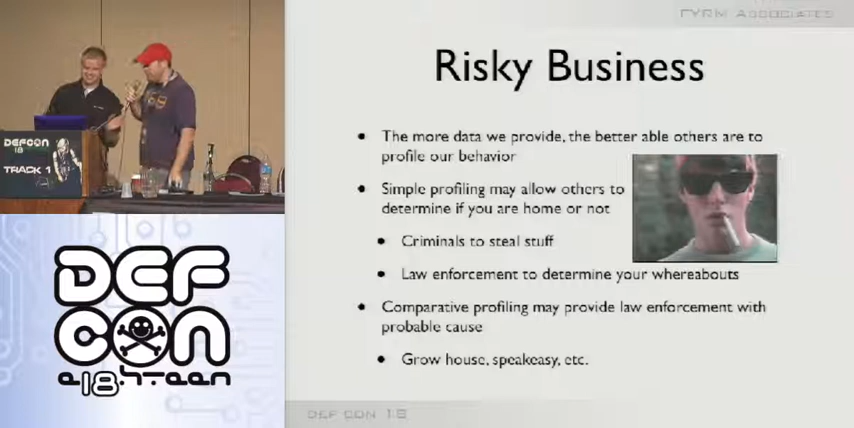 FYRM ASSOCIATES
Risky Business
• The more data we provide, the better able others are to
profile our behavior
• Simple profiling may allow others to
determine if you are home or not
• Criminals to steal stuff
• Law enforcement to determine your whereabouts
• Comparative profiling may provide law enforcement with
probable cause
• Grow house, speakeasy, etc.
DEF CON 18
DEFCON
18
TRACK 1
DEF
CON
e18hteen